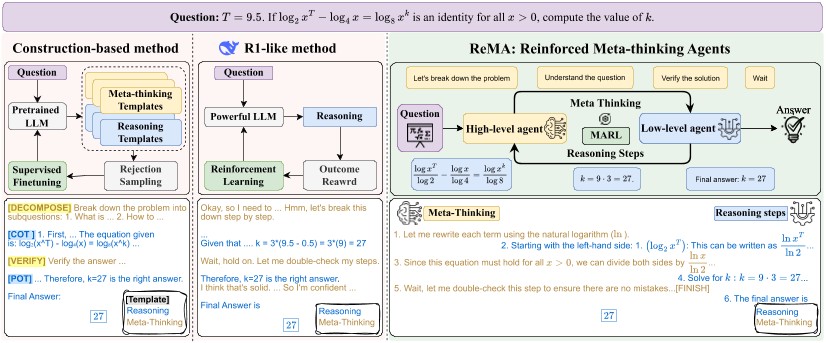 Question: T = 9.5. If log₂ x^T − log₄ x = log₈ x^k is an identity for all x > 0, compute the value of k.
Construction-based method
Question
Pretrained
LLM
Meta-thinking
Templates
Reasoning
Templates
Supervised
Finetuning
Rejection
Sampling
[DECOMPOSE] Break down the problem into
subquestions: 1. What is ... 2. How to ...
[COT ] 1. First, ... The equation given
is: log₂(x^T) - log₄(x) = log₈(x^k) ...
[VERIFY] Verify the answer ...
[POT] ... Therefore, k=27 is the right answer.
Final Answer:
27
[Template]
Reasoning
Meta-Thinking
R1-like method
Question
Powerful LLM
Reasoning
Reinforcement
Learning
Outcome
Reawrd
Okay, so I need to ... Hmm, let's break this
down step by step.
...
Given that .... k = 3*(9.5 - 0.5) = 3*(9) = 27
Wait, hold on. Let me double-check my steps.
Therefore, k=27 is the right answer.
I think that's solid. ... So I'm confident ...
Final Answer is
27
Reasoning
Meta-Thinking
ReMA: Reinforced Meta-thinking Agents
Let's break down the problem
Understand the question
Verify the solution
Wait
Question
High-level agent
Meta Thinking
MARL
Reasoning Steps
Low-level agent
Answer
log x^T / log 2 − log x / log 4 = log x^k / log 8
k = 9 · 3 = 27.
Final answer: k = 27
Meta-Thinking
Reasoning steps
1. Let me rewrite each term using the natural logarithm (ln ).
2. Starting with the left-hand side: 1. (log₂ x^T): This can be written as ln x^T / ln 2 ...
3. Since this equation must hold for all x > 0, we can divide both sides by ln x / ln 2 ...
4. Solve for k : k = 9 · 3 = 27...
5. Wait, let me double-check this step to ensure there are no mistakes...[FINISH]
6. The final answer is
27
Reasoning
Meta-Thinking